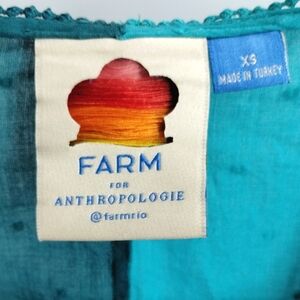 XS
MADE IN TURKEY
FARM
FOR
ANTHROPOLOGIE
@farmrio